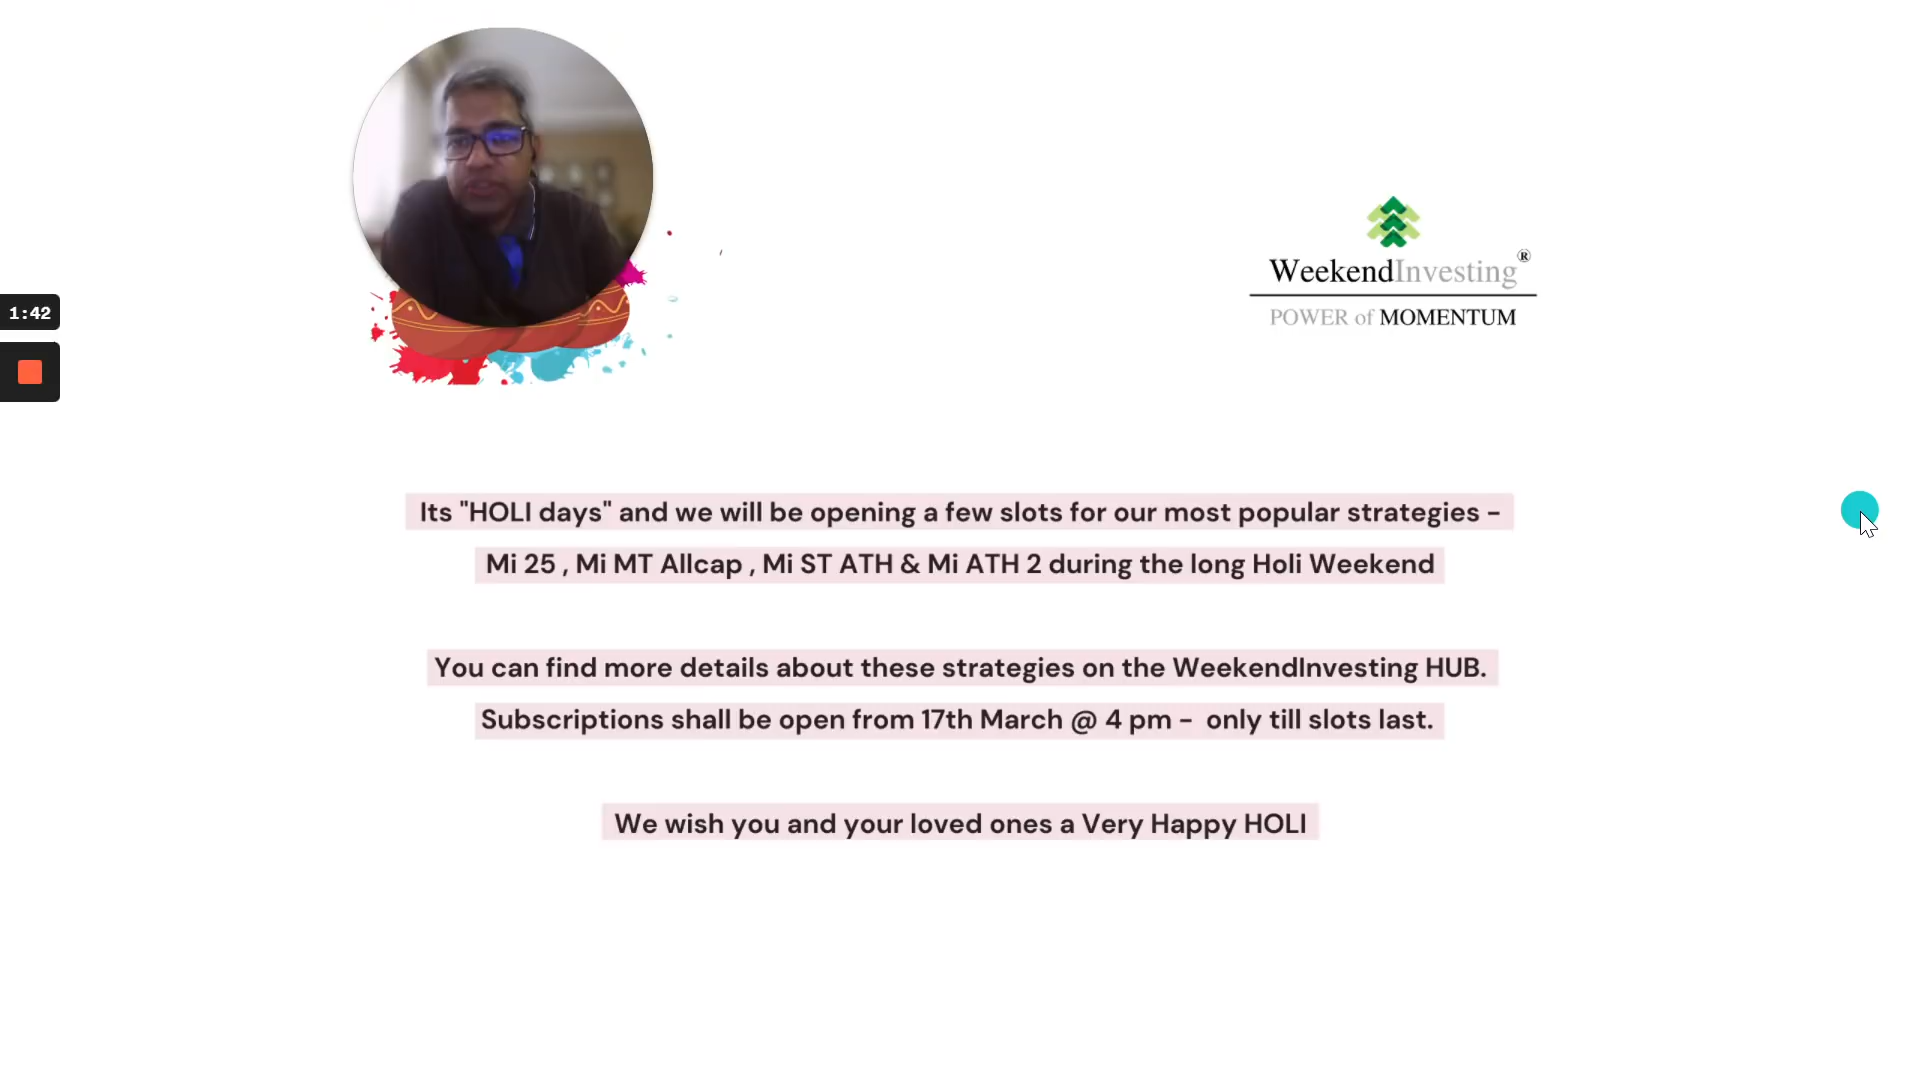 WeekendInvesting®
POWER of MOMENTUM
1:42
Its "HOLI days" and we will be opening a few slots for our most popular strategies -
Mi 25 , Mi MT Allcap , Mi ST ATH & Mi ATH 2 during the long Holi Weekend
You can find more details about these strategies on the WeekendInvesting HUB.
Subscriptions shall be open from 17th March @ 4 pm - only till slots last.
We wish you and your loved ones a Very Happy HOLI